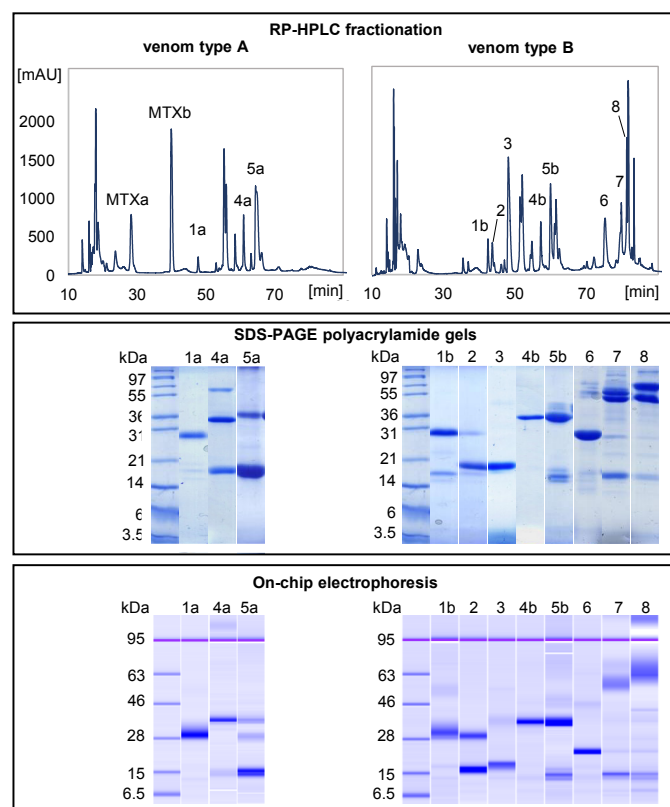 RP-HPLC fractionation
venom type A venom type B
[mAU]
2000
1500
1000
500
0
MTXa
MTXb
1a
4a
5a
10 30 50 70 [min]
1b
2
3
4b
5b
6
7
8
10 30 50 70 [min]
SDS-PAGE polyacrylamide gels
kDa 1a 4a 5a kDa 1b 2 3 4b 5b 6 7 8
97 97
55 55
36 36
31 31
21 21
14 14
6 6
3.5 3.5
On-chip electrophoresis
kDa 1a 4a 5a kDa 1b 2 3 4b 5b 6 7 8
95 95
63 63
46 46
28 28
15 15
6.5 6.5